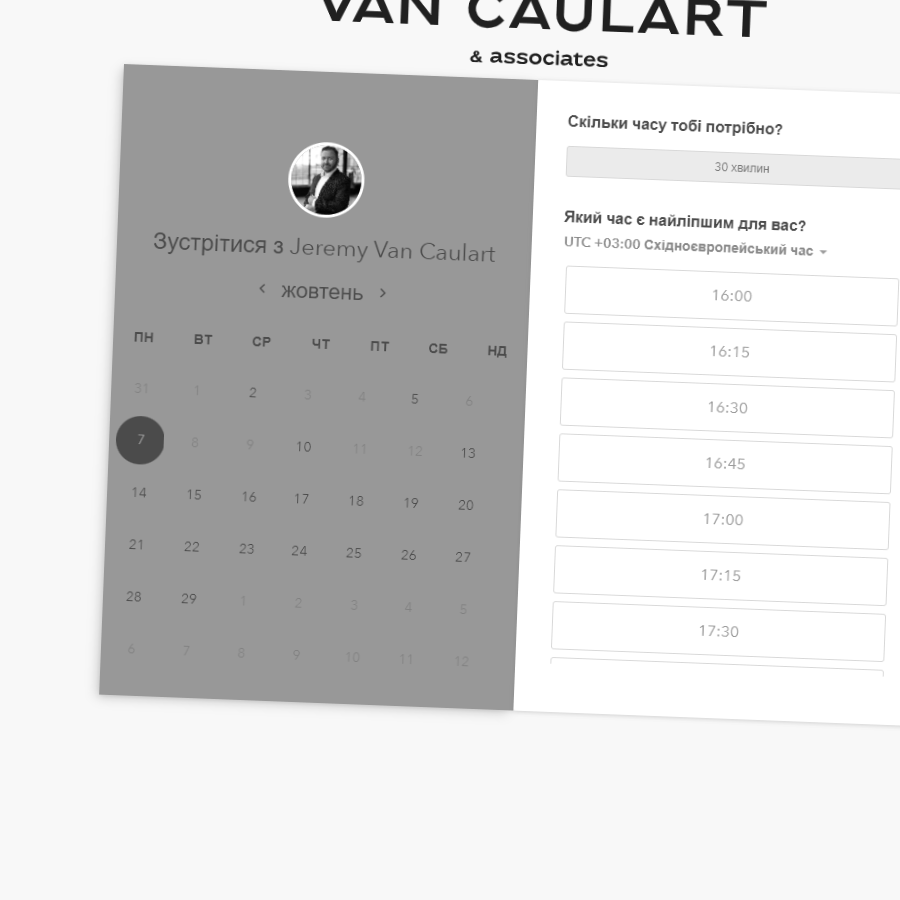 VAN CAULART
& associates
Зустрітися з Jeremy Van Caulart
жовтень
ПН ВТ СР ЧТ ПТ СБ НД
31 1 2 3 4 5 6
7 8 9 10 11 12 13
14 15 16 17 18 19 20
21 22 23 24 25 26 27
28 29 1 2 3 4 5
6 7 8 9 10 11 12
Скільки часу тобі потрібно?
30 хвилин
Який час є найліпшим для вас?
UTC +03:00 Східноєвропейський час
16:00
16:15
16:30
16:45
17:00
17:15
17:30